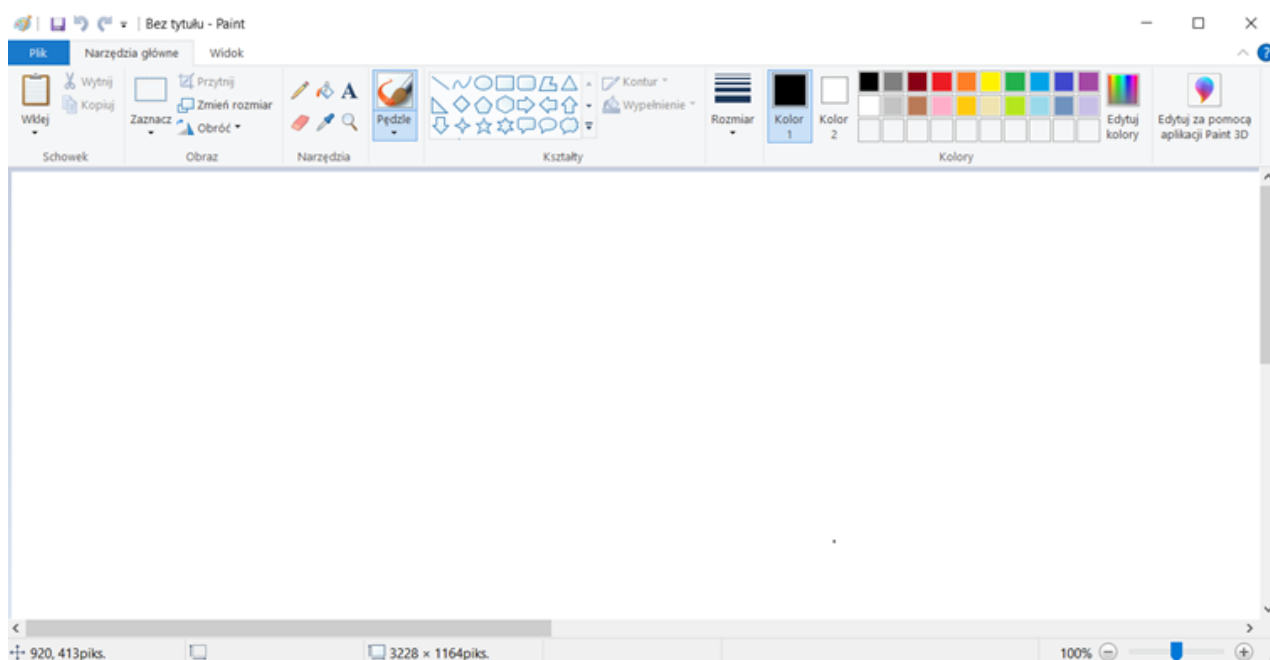 Bez tytułu - Paint
Plik Narzędzia główne Widok
Wklej
Wytnij
Kopiuj
Schowek
Zaznacz
Przytnij
Zmień rozmiar
Obróć
Obraz
A
Narzędzia
Pędzle
Kontur
Wypełnienie
Kształty
Rozmiar
Kolor
1
Kolor
2
Edytuj
kolory
Kolory
Edytuj za pomocą
aplikacji Paint 3D
920, 413piks.
3228 × 1164piks.
100%